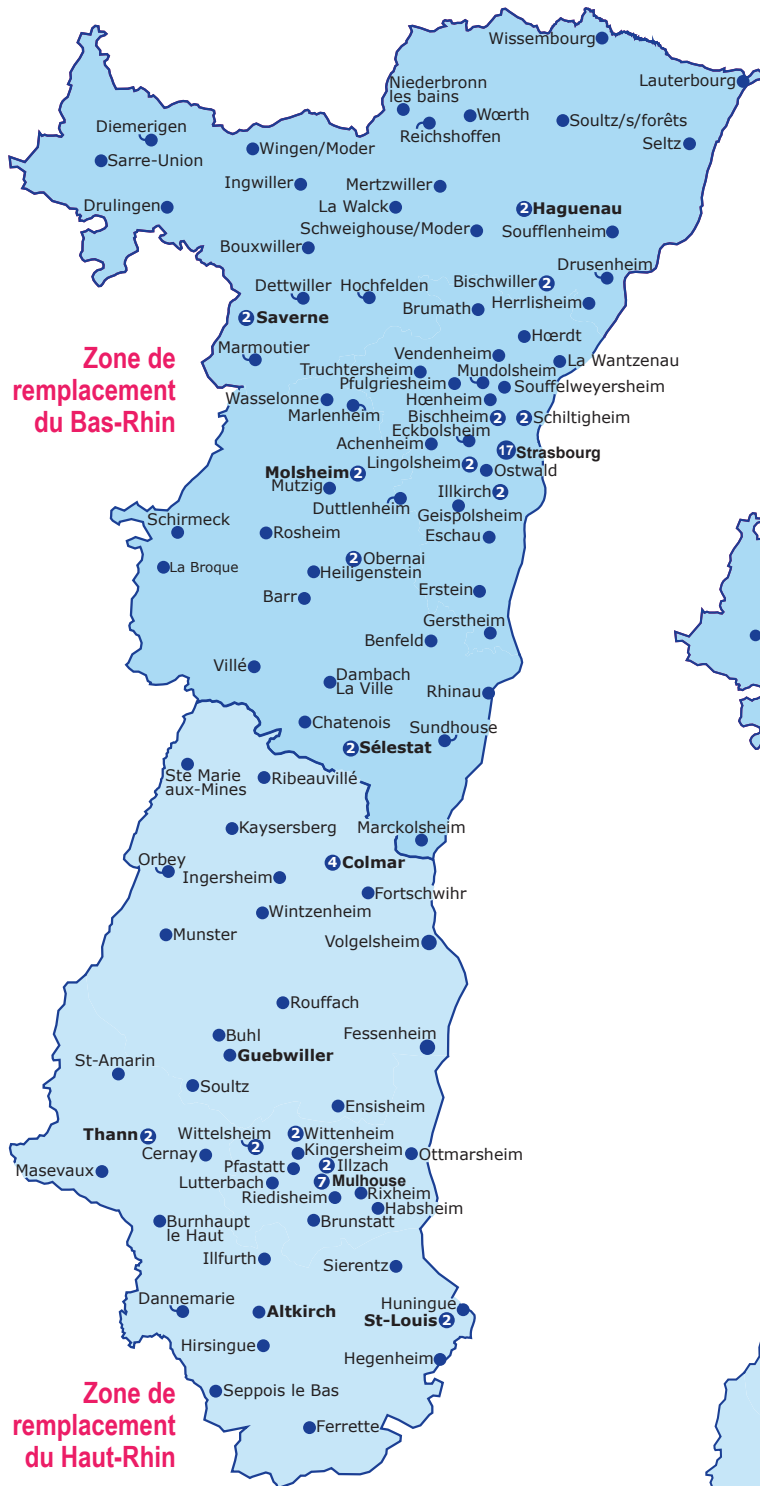 Wissembourg
Lauterbourg
Niederbronn
les bains
Wœrth
Soultz/s/forêts
Reichshoffen
Diemerigen
Seltz
Sarre-Union
Wingen/Moder
Ingwiller
Mertzwiller
Drulingen
La Walck
2 Haguenau
Schweighouse/Moder
Soufflenheim
Bouxwiller
Drusenheim
Dettwiller
Hochfelden
Bischwiller 2
Brumath
Herrlisheim
2 Saverne
Hœrdt
Zone de
remplacement
du Bas-Rhin
Marmoutier
Vendenheim
La Wantzenau
Truchtersheim
Mundolsheim
Pfulgriesheim
Souffelweyersheim
Wasselonne
Hœnheim
Marlenheim
Bischheim 2
2 Schiltigheim
Eckbolsheim
Achenheim
17 Strasbourg
Lingolsheim 2
Ostwald
Molsheim 2
Mutzig
Illkirch 2
Duttlenheim
Geispolsheim
Schirmeck
Rosheim
Eschau
2 Obernai
La Broque
Heiligenstein
Barr
Erstein
Gerstheim
Benfeld
Villé
Dambach
La Ville
Rhinau
Chatenois
Sundhouse
2 Sélestat
Ste Marie
aux-Mines
Ribeauvillé
Kaysersberg
Marckolsheim
Orbey
4 Colmar
Ingersheim
Fortschwihr
Wintzenheim
Munster
Volgelsheim
Rouffach
Buhl
Fessenheim
Guebwiller
St-Amarin
Soultz
Ensisheim
Thann 2
Wittelsheim
2
2 Wittenheim
Cernay
Kingersheim
Ottmarsheim
Pfastatt
2 Illzach
Masevaux
Lutterbach
7 Mulhouse
Riedisheim
Rixheim
Habsheim
Burnhaupt
le Haut
Brunstatt
Illfurth
Sierentz
Dannemarie
Altkirch
Huningue
St-Louis 2
Hirsingue
Hegenheim
Zone de
remplacement
du Haut-Rhin
Seppois le Bas
Ferrette